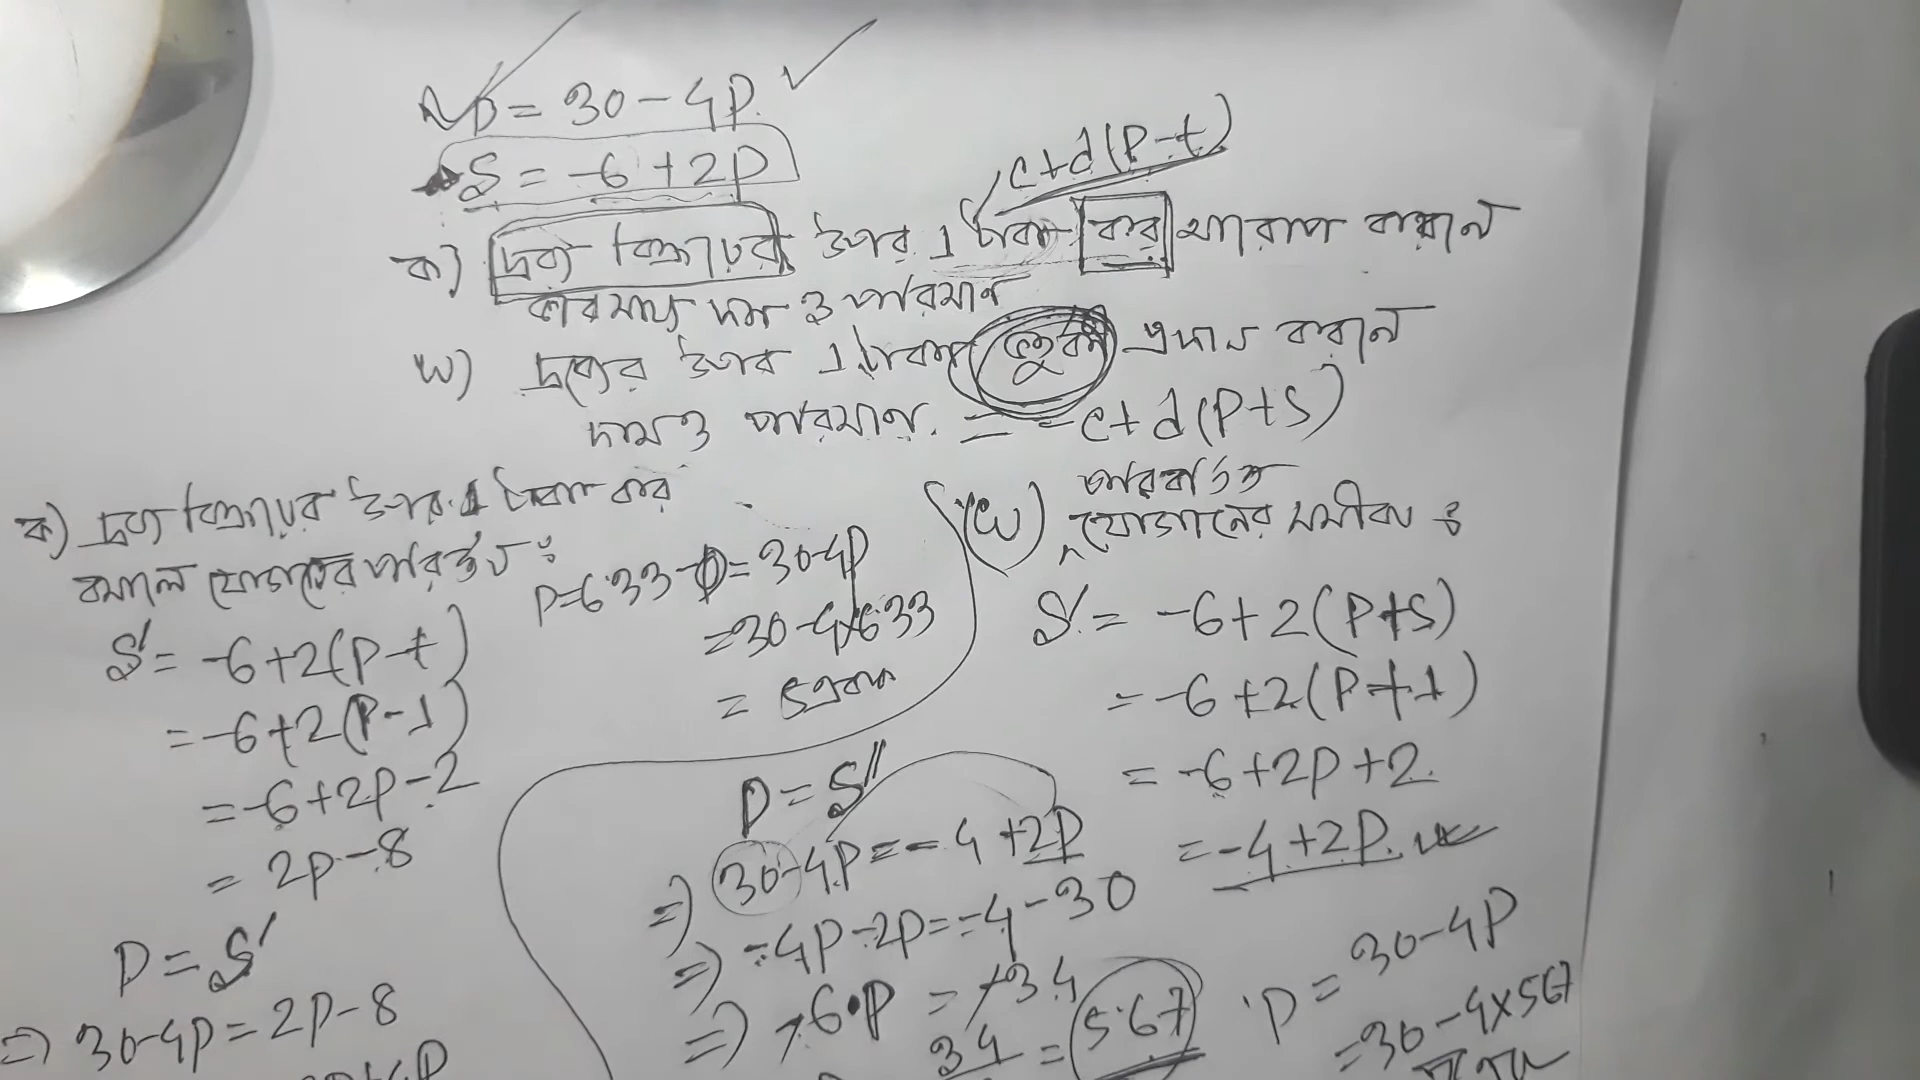 D = 30-4P
S = -6+2P
c+d(P-t)
ক) দ্রব্য বিক্রয়ের উপর 1 টাকা কর আরোপ করলে
ভারসাম্য দাম ও পরিমান
খ) দ্রব্যের উপর 1 টাকা ভর্তুকী প্রদান করলে
দাম ও পরিমান. = c+d(P+S)
ক) দ্রব্য বিক্রয়ের উপর 1 টাকা কর
বসালে যোগানের
S' = -6+2(P-t)
= -6+2(P-1)
= -6+2P-2
= 2P-8
D = S'
=> 30-4P = 2P-8
P=6.33 D = 30-4P
= 30-4×6.33
= 5 একক
(খ) পরিবর্তিত
যোগানের সমীকরণ ঃ
S' = -6+2(P+S)
= -6+2(P+1)
= -6+2P+2
= -4+2P
D = S"
=> 30-4P = -4+2P
=> -4P-2P = -4-30
=> -6P = -34
34 = 5.67
D = 30-4P
= 30-4×5.67